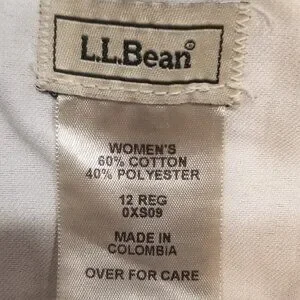 L.L.Bean®
WOMEN'S
60% COTTON
40% POLYESTER
12 REG
0XS09
MADE IN
COLOMBIA
OVER FOR CARE